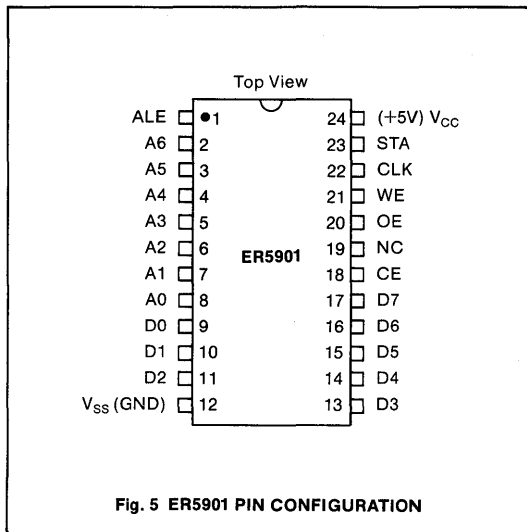 Top View
ALE 1 24 (+5V) VCC
A6 2 23 STA
A5 3 22 CLK
A4 4 21 WE
A3 5 20 OE
A2 6 19 NC
ER5901
A1 7 18 CE
A0 8 17 D7
D0 9 16 D6
D1 10 15 D5
D2 11 14 D4
VSS (GND) 12 13 D3
Fig. 5 ER5901 PIN CONFIGURATION